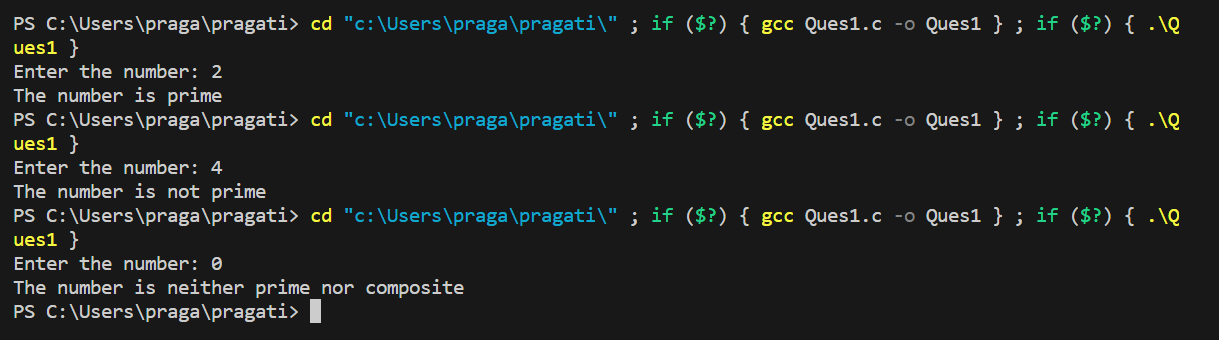 PS C:\Users\praga\pragati> cd "c:\Users\praga\pragati\" ; if ($?) { gcc Ques1.c -o Ques1 } ; if ($?) { .\Q
ues1 }
Enter the number: 2
The number is prime
PS C:\Users\praga\pragati> cd "c:\Users\praga\pragati\" ; if ($?) { gcc Ques1.c -o Ques1 } ; if ($?) { .\Q
ues1 }
Enter the number: 4
The number is not prime
PS C:\Users\praga\pragati> cd "c:\Users\praga\pragati\" ; if ($?) { gcc Ques1.c -o Ques1 } ; if ($?) { .\Q
ues1 }
Enter the number: 0
The number is neither prime nor composite
PS C:\Users\praga\pragati>